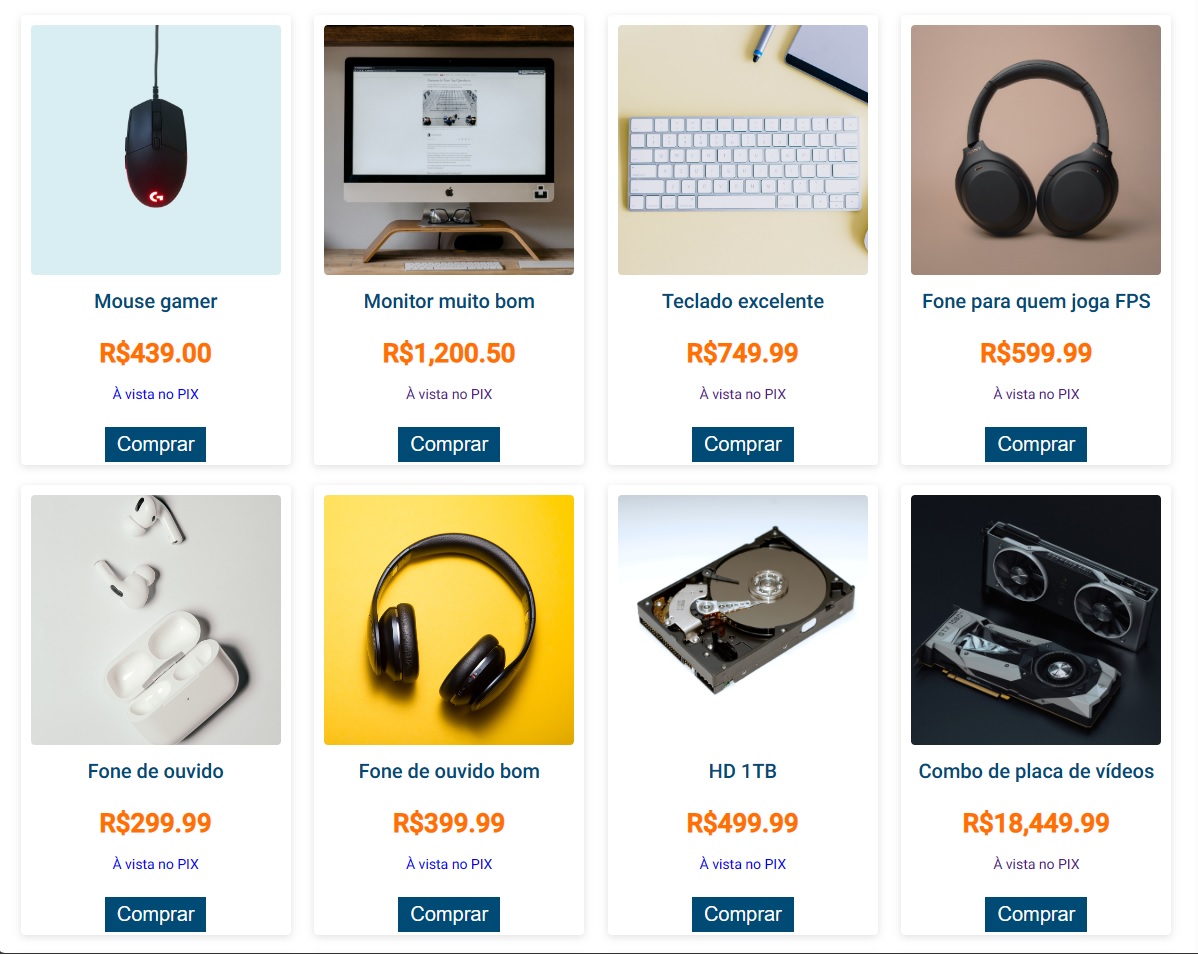 Mouse gamer
R$439.00
À vista no PIX
Comprar
Monitor muito bom
R$1,200.50
À vista no PIX
Comprar
Teclado excelente
R$749.99
À vista no PIX
Comprar
SONY
Fone para quem joga FPS
R$599.99
À vista no PIX
Comprar
Fone de ouvido
R$299.99
À vista no PIX
Comprar
Fone de ouvido bom
R$399.99
À vista no PIX
Comprar
HD 1TB
R$499.99
À vista no PIX
Comprar
GTX 1080
Combo de placa de vídeos
R$18,449.99
À vista no PIX
Comprar